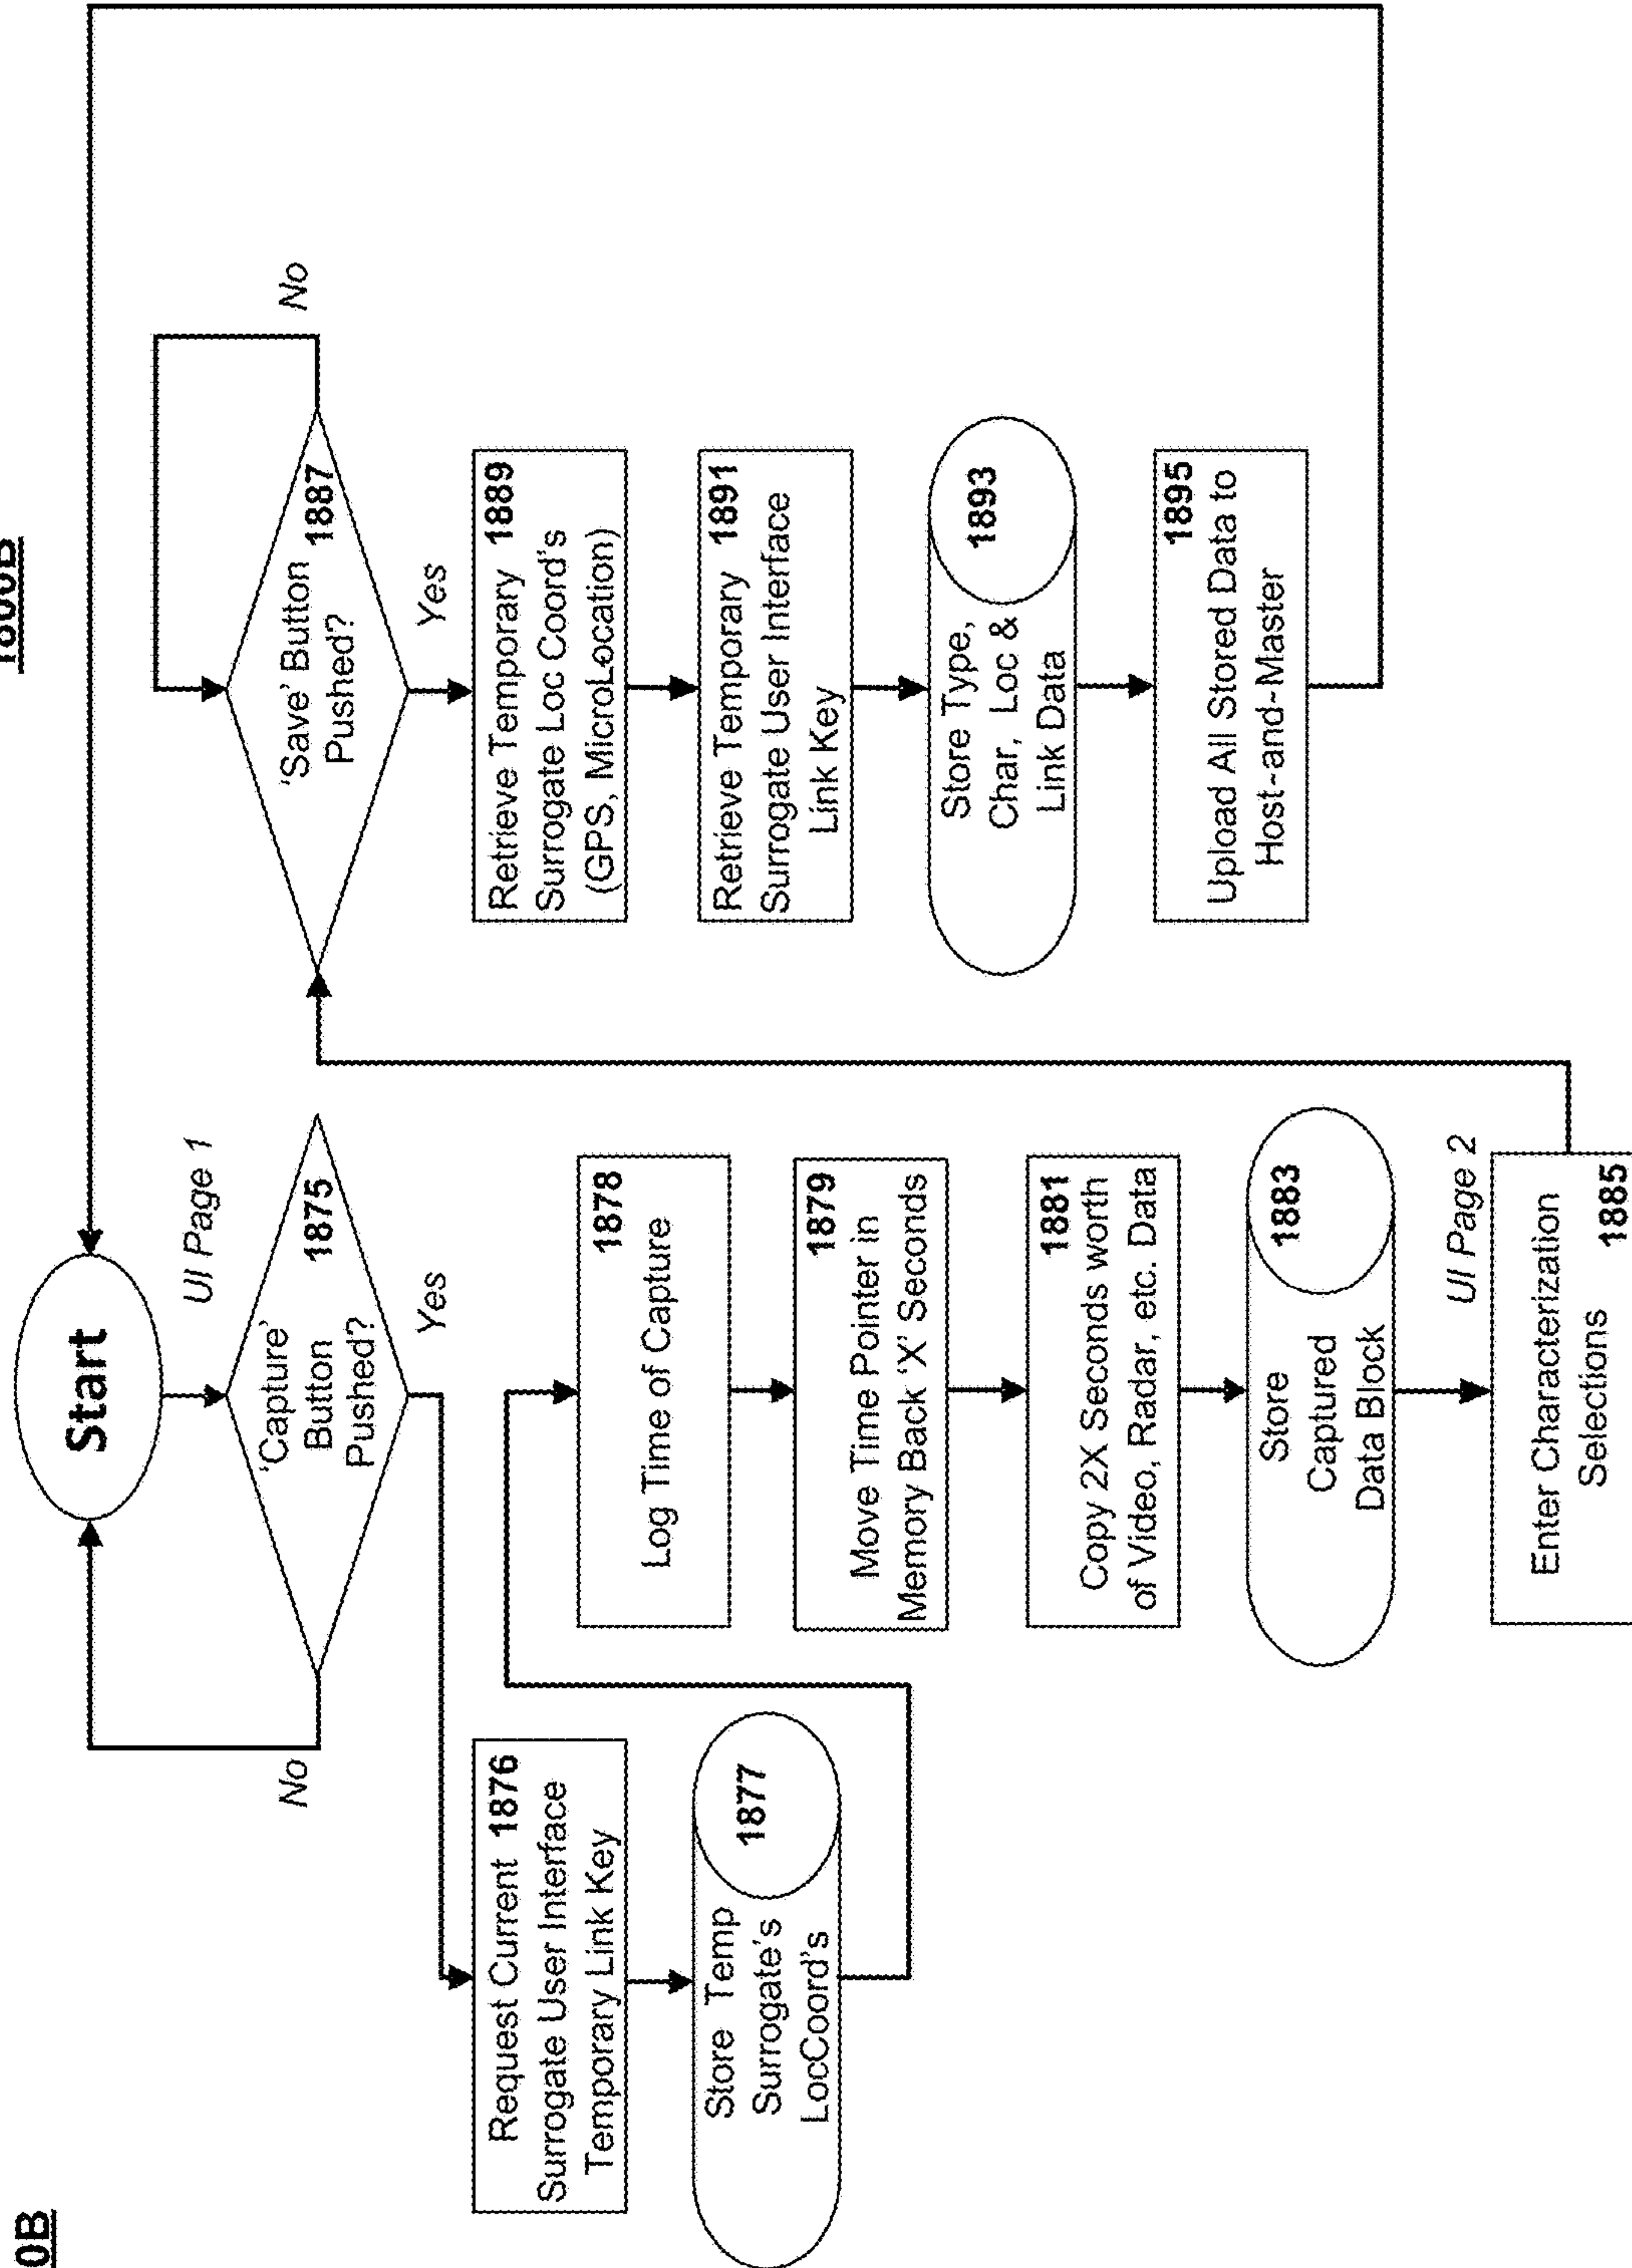 0B
1800B
Start
UI Page 1
'Capture'
Button 1875
Pushed?
No
Yes
Request Current 1876
Surrogate User Interface
Temporary Link Key
Store Temp
Surrogate's 1877
LocCoord's
1878
Log Time of Capture
1879
Move Time Pointer in
Memory Back 'X' Seconds
1881
Copy 2X Seconds worth
of Video, Radar, etc. Data
Store 1883
Captured
Data Block
UI Page 2
Enter Characterization
Selections 1885
No
'Save' Button
Pushed? 1887
Yes
Retrieve Temporary 1889
Surrogate Loc Coord's
(GPS, MicroLocation)
Retrieve Temporary 1891
Surrogate User Interface
Link Key
Store Type, 1893
Char, Loc &
Link Data
1895
Upload All Stored Data to
Host-and-Master